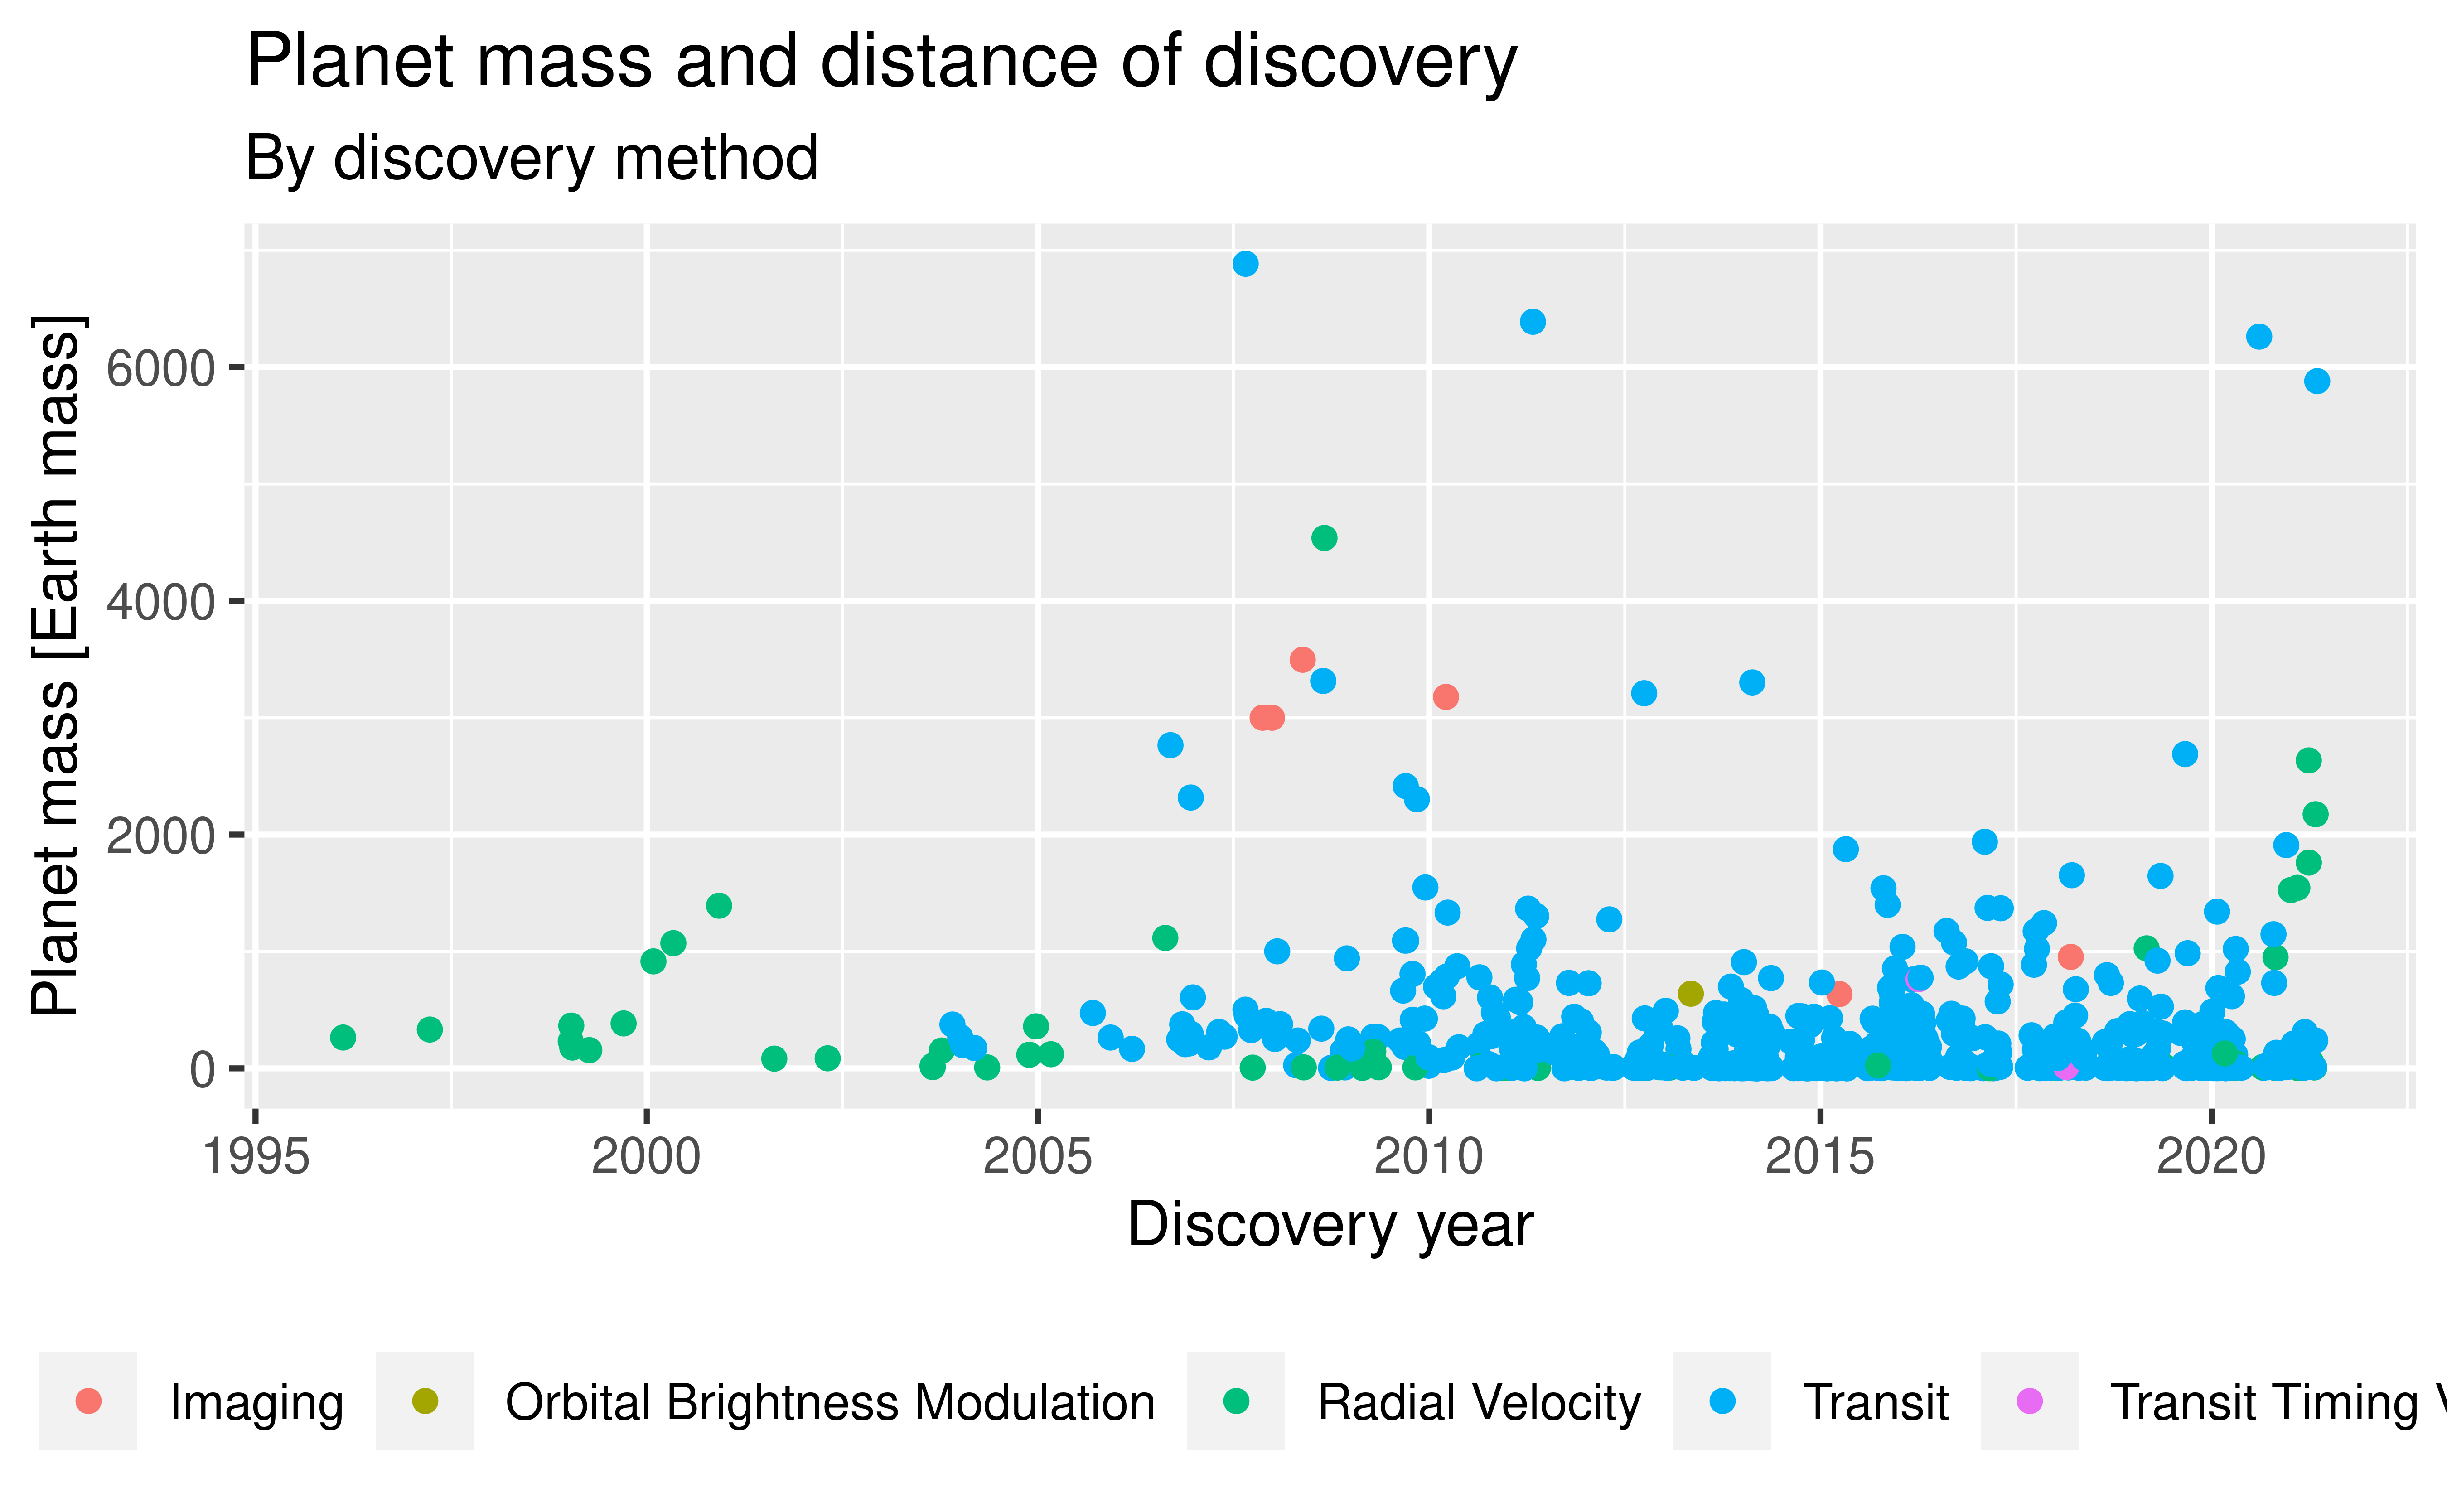 Planet mass and distance of discovery
By discovery method
Planet mass [Earth mass]
6000
4000
2000
0
1995 2000 2005 2010 2015 2020
Discovery year
Imaging Orbital Brightness Modulation Radial Velocity Transit Transit Timing V